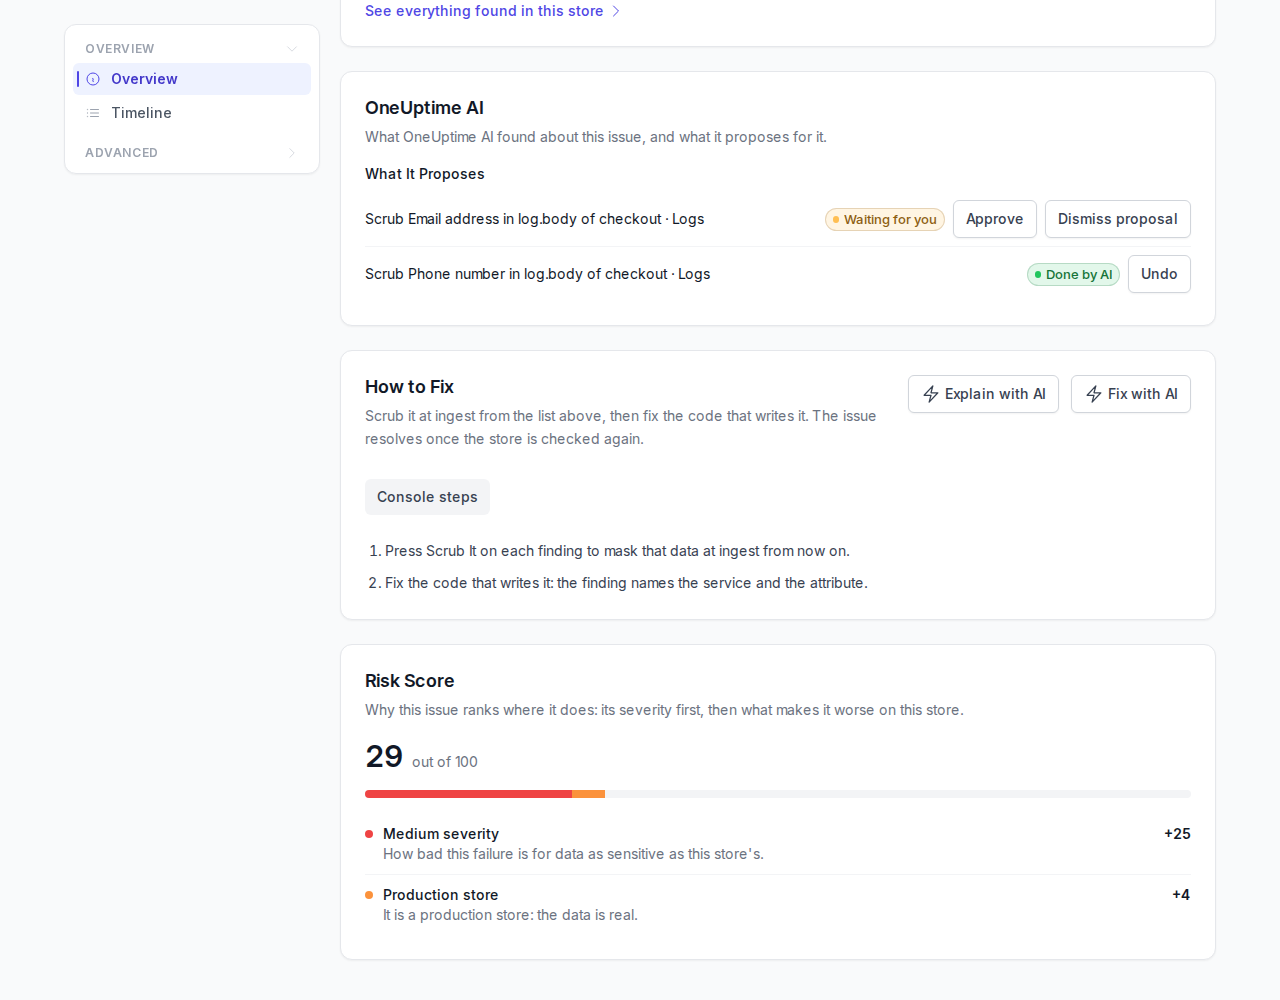 See everything found in this store
OVERVIEW
Overview
Timeline
ADVANCED
OneUptime AI
What OneUptime AI found about this issue, and what it proposes for it.
What It Proposes
Scrub Email address in log.body of checkout · Logs
Waiting for you
Approve
Dismiss proposal
Scrub Phone number in log.body of checkout · Logs
Done by AI
Undo
How to Fix
Explain with AI
Fix with AI
Scrub it at ingest from the list above, then fix the code that writes it. The issue
resolves once the store is checked again.
Console steps
1. Press Scrub It on each finding to mask that data at ingest from now on.
2. Fix the code that writes it: the finding names the service and the attribute.
Risk Score
Why this issue ranks where it does: its severity first, then what makes it worse on this store.
29 out of 100
Medium severity +25
How bad this failure is for data as sensitive as this store's.
Production store +4
It is a production store: the data is real.